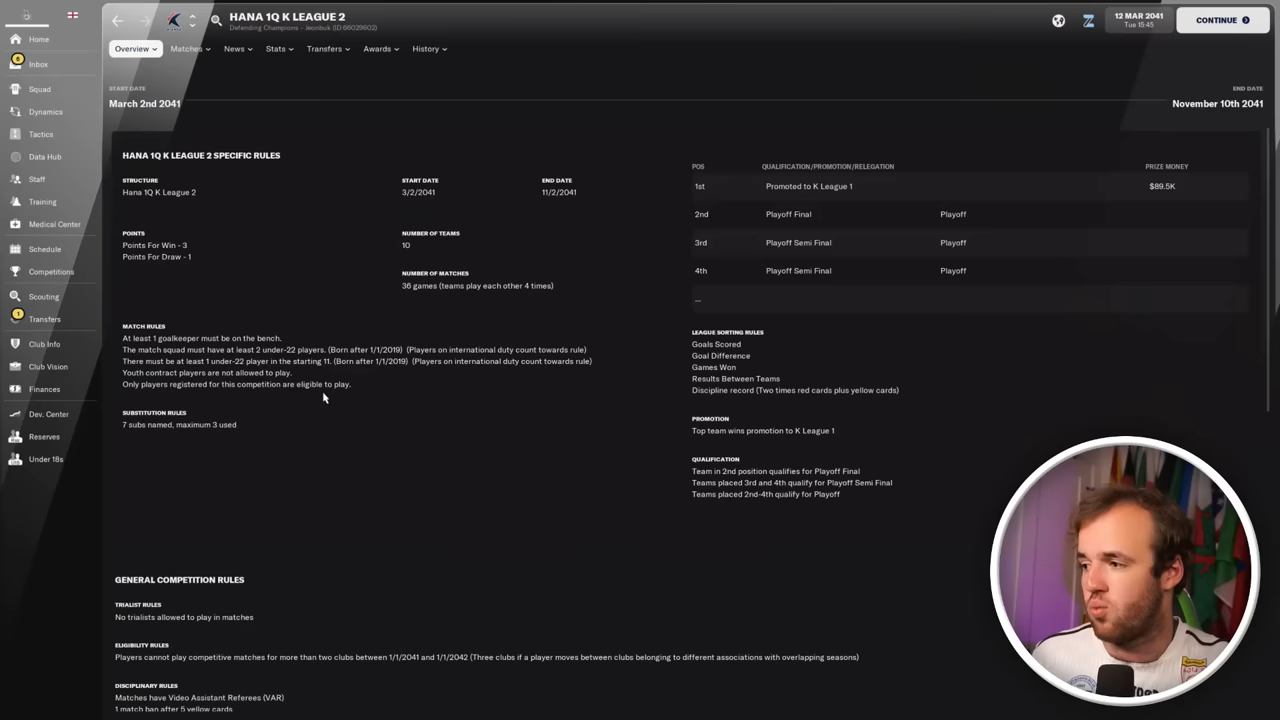 HANA 1Q K LEAGUE 2
Defending Champions - Jeonbuk (ID:66029602)
12 MAR 2041
Tue 15:45
CONTINUE
Home
6
Inbox
Squad
Dynamics
Tactics
Data Hub
Staff
Training
Medical Center
Schedule
Competitions
Scouting
1
Transfers
Club Info
Club Vision
Finances
Dev. Center
Reserves
Under 18s
Overview
Matches
News
Stats
Transfers
Awards
History
START DATE
March 2nd 2041
END DATE
November 10th 2041
HANA 1Q K LEAGUE 2 SPECIFIC RULES
STRUCTURE
Hana 1Q K League 2
START DATE
3/2/2041
END DATE
11/2/2041
POINTS
Points For Win - 3
Points For Draw - 1
NUMBER OF TEAMS
10
NUMBER OF MATCHES
36 games (teams play each other 4 times)
MATCH RULES
At least 1 goalkeeper must be on the bench.
The match squad must have at least 2 under-22 players. (Born after 1/1/2019) (Players on international duty count towards rule)
There must be at least 1 under-22 player in the starting 11. (Born after 1/1/2019) (Players on international duty count towards rule)
Youth contract players are not allowed to play.
Only players registered for this competition are eligible to play.
SUBSTITUTION RULES
7 subs named, maximum 3 used
POS QUALIFICATION/PROMOTION/RELEGATION PRIZE MONEY
1st Promoted to K League 1 $89.5K
2nd Playoff Final Playoff
3rd Playoff Semi Final Playoff
4th Playoff Semi Final Playoff
...
LEAGUE SORTING RULES
Goals Scored
Goal Difference
Games Won
Results Between Teams
Discipline record (Two times red cards plus yellow cards)
PROMOTION
Top team wins promotion to K League 1
QUALIFICATION
Team in 2nd position qualifies for Playoff Final
Teams placed 3rd and 4th qualify for Playoff Semi Final
Teams placed 2nd-4th qualify for Playoff
GENERAL COMPETITION RULES
TRIALIST RULES
No trialists allowed to play in matches
ELIGIBILITY RULES
Players cannot play competitive matches for more than two clubs between 1/1/2041 and 1/1/2042 (Three clubs if a player moves between clubs belonging to different associations with overlapping seasons)
DISCIPLINARY RULES
Matches have Video Assistant Referees (VAR)
1 match ban after 5 yellow cards